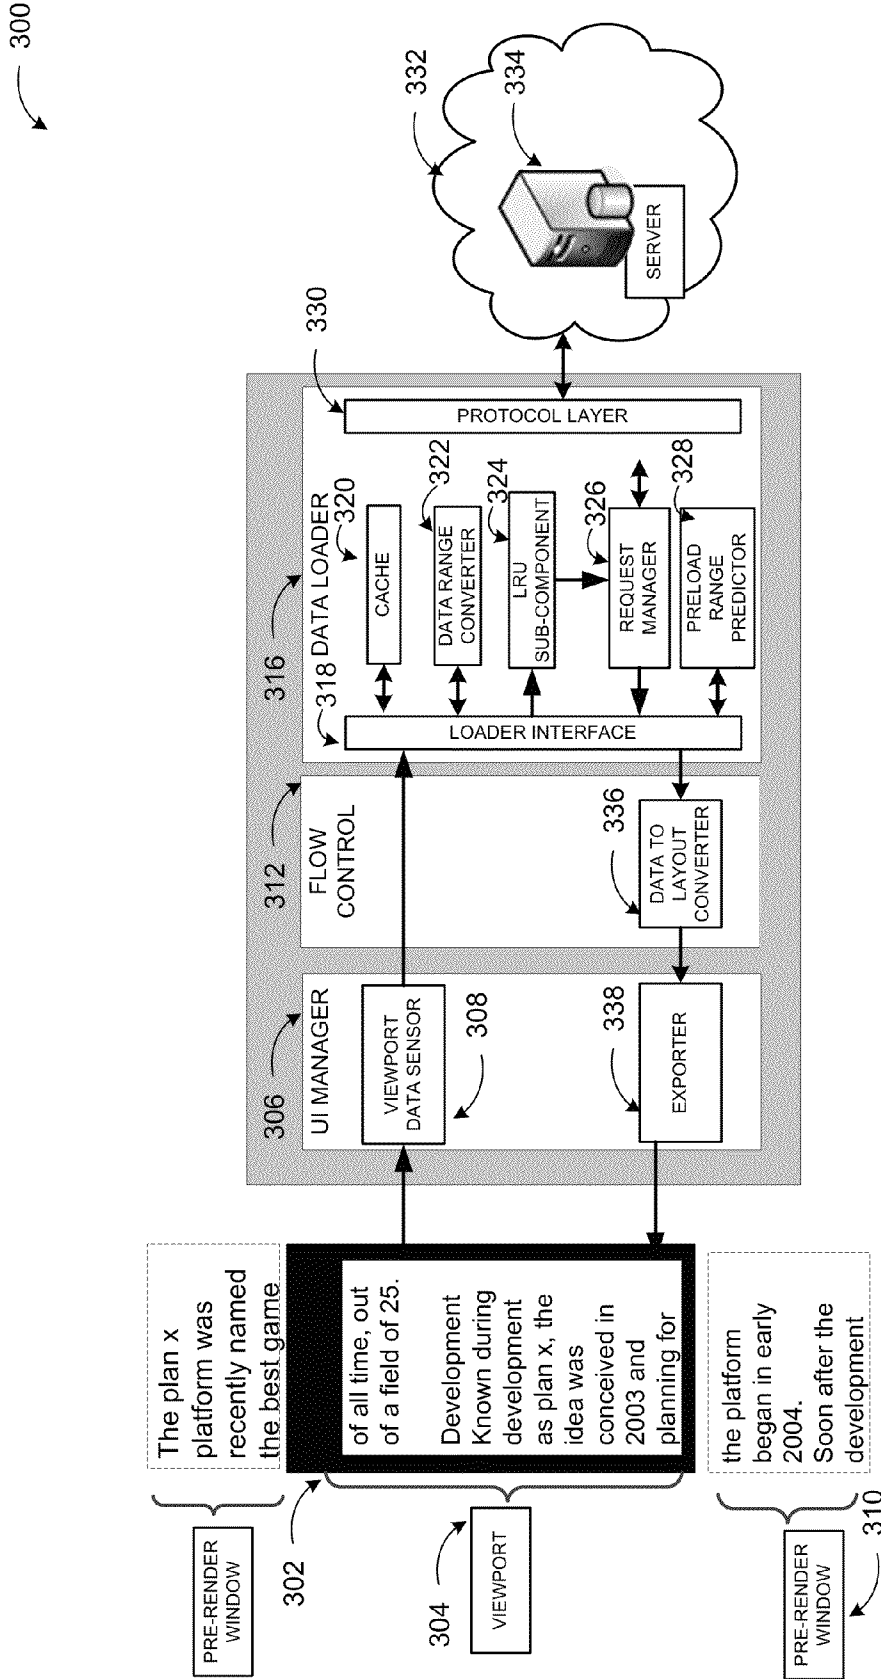 300
332
334
SERVER
330
316
DATA LOADER
318
320
322
324
326
328
PROTOCOL LAYER
CACHE
DATA RANGE
CONVERTER
LRU
SUB-COMPONENT
REQUEST
MANAGER
PRELOAD
RANGE
PREDICTOR
LOADER INTERFACE
312
FLOW
CONTROL
336
DATA TO
LAYOUT
CONVERTER
306
UI MANAGER
VIEWPORT
DATA SENSOR
308
338
EXPORTER
The plan x
platform was
recently named
the best game
of all time, out
of a field of 25.
Development
Known during
development
as plan x, the
idea was
conceived in
2003 and
planning for
the platform
began in early
2004.
Soon after the
development
302
304
PRE-RENDER
WINDOW
VIEWPORT
PRE-RENDER
WINDOW
310